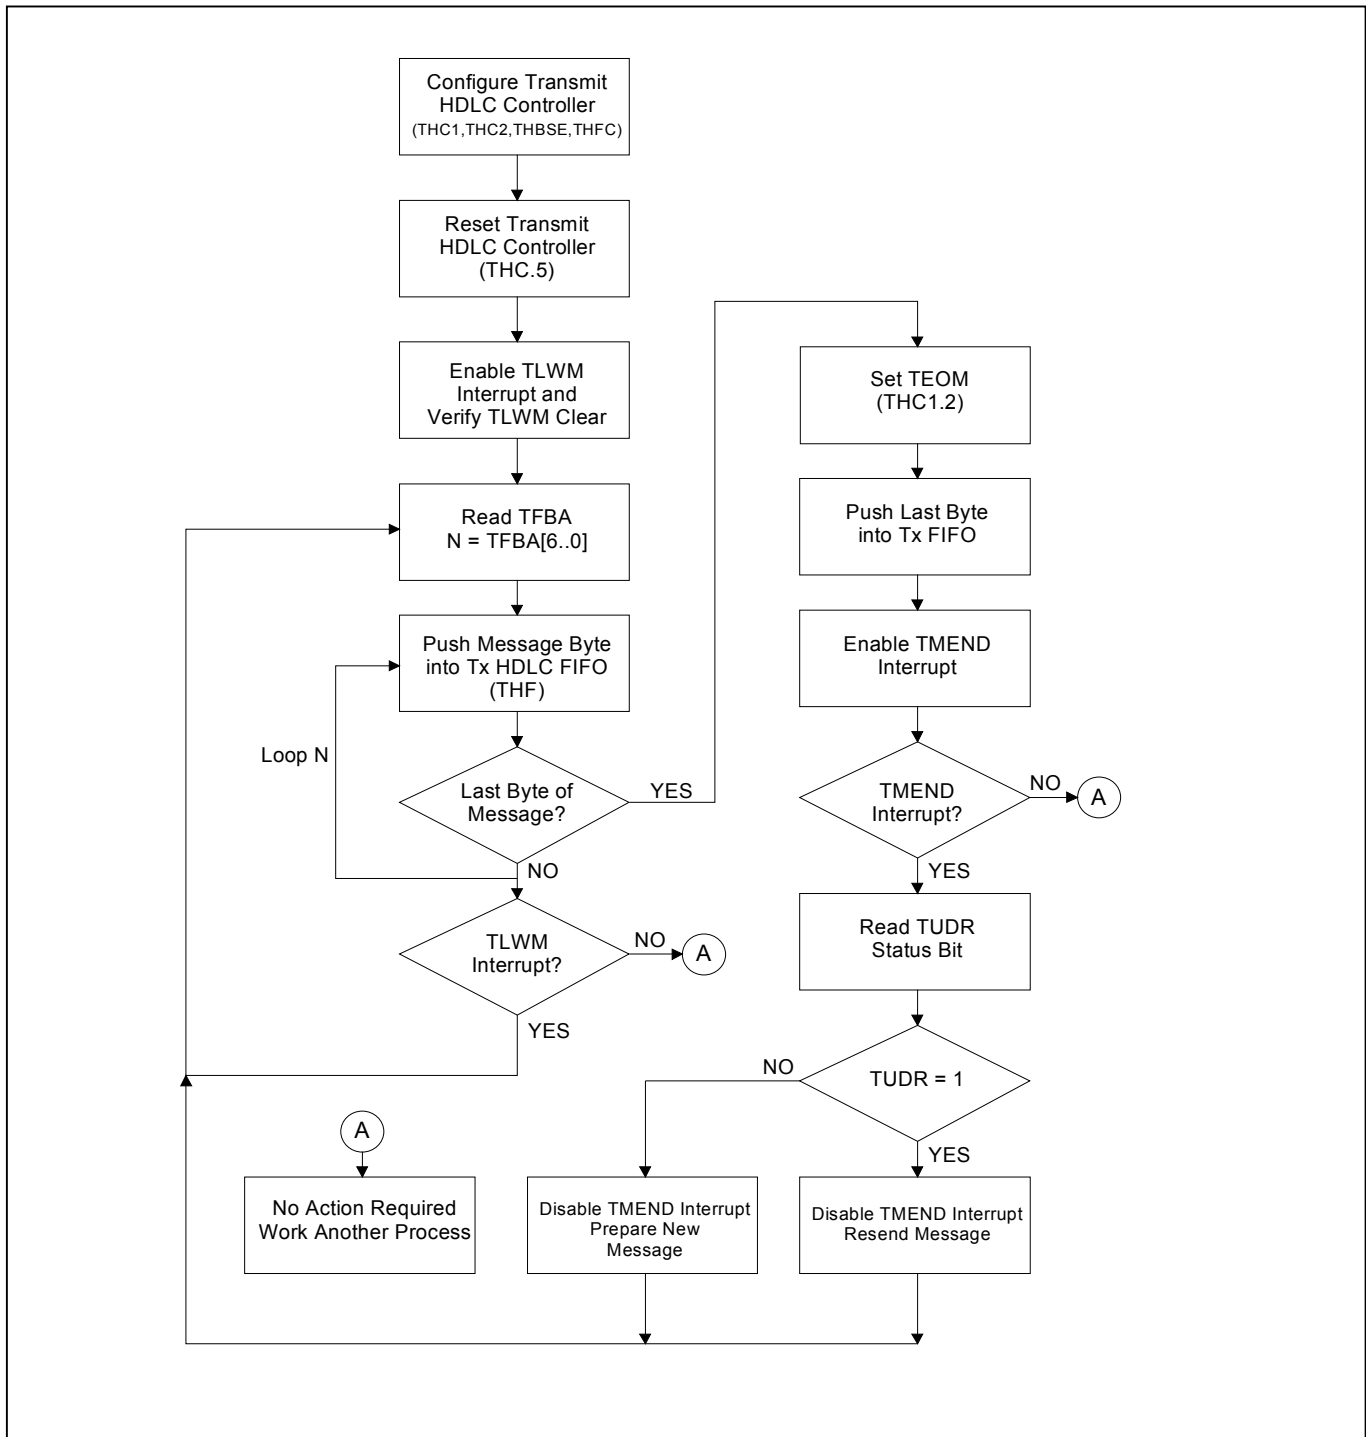 Configure Transmit
HDLC Controller
(THC1,THC2,THBSE,THFC)
Reset Transmit
HDLC Controller
(THC.5)
Enable TLWM
Interrupt and
Verify TLWM Clear
Read TFBA
N = TFBA[6..0]
Push Message Byte
into Tx HDLC FIFO
(THF)
Loop N
Last Byte of
Message?
YES
NO
TLWM
Interrupt?
NO
A
YES
A
No Action Required
Work Another Process
Set TEOM
(THC1.2)
Push Last Byte
into Tx FIFO
Enable TMEND
Interrupt
TMEND
Interrupt?
NO
A
YES
Read TUDR
Status Bit
TUDR = 1
NO
YES
Disable TMEND Interrupt
Prepare New
Message
Disable TMEND Interrupt
Resend Message